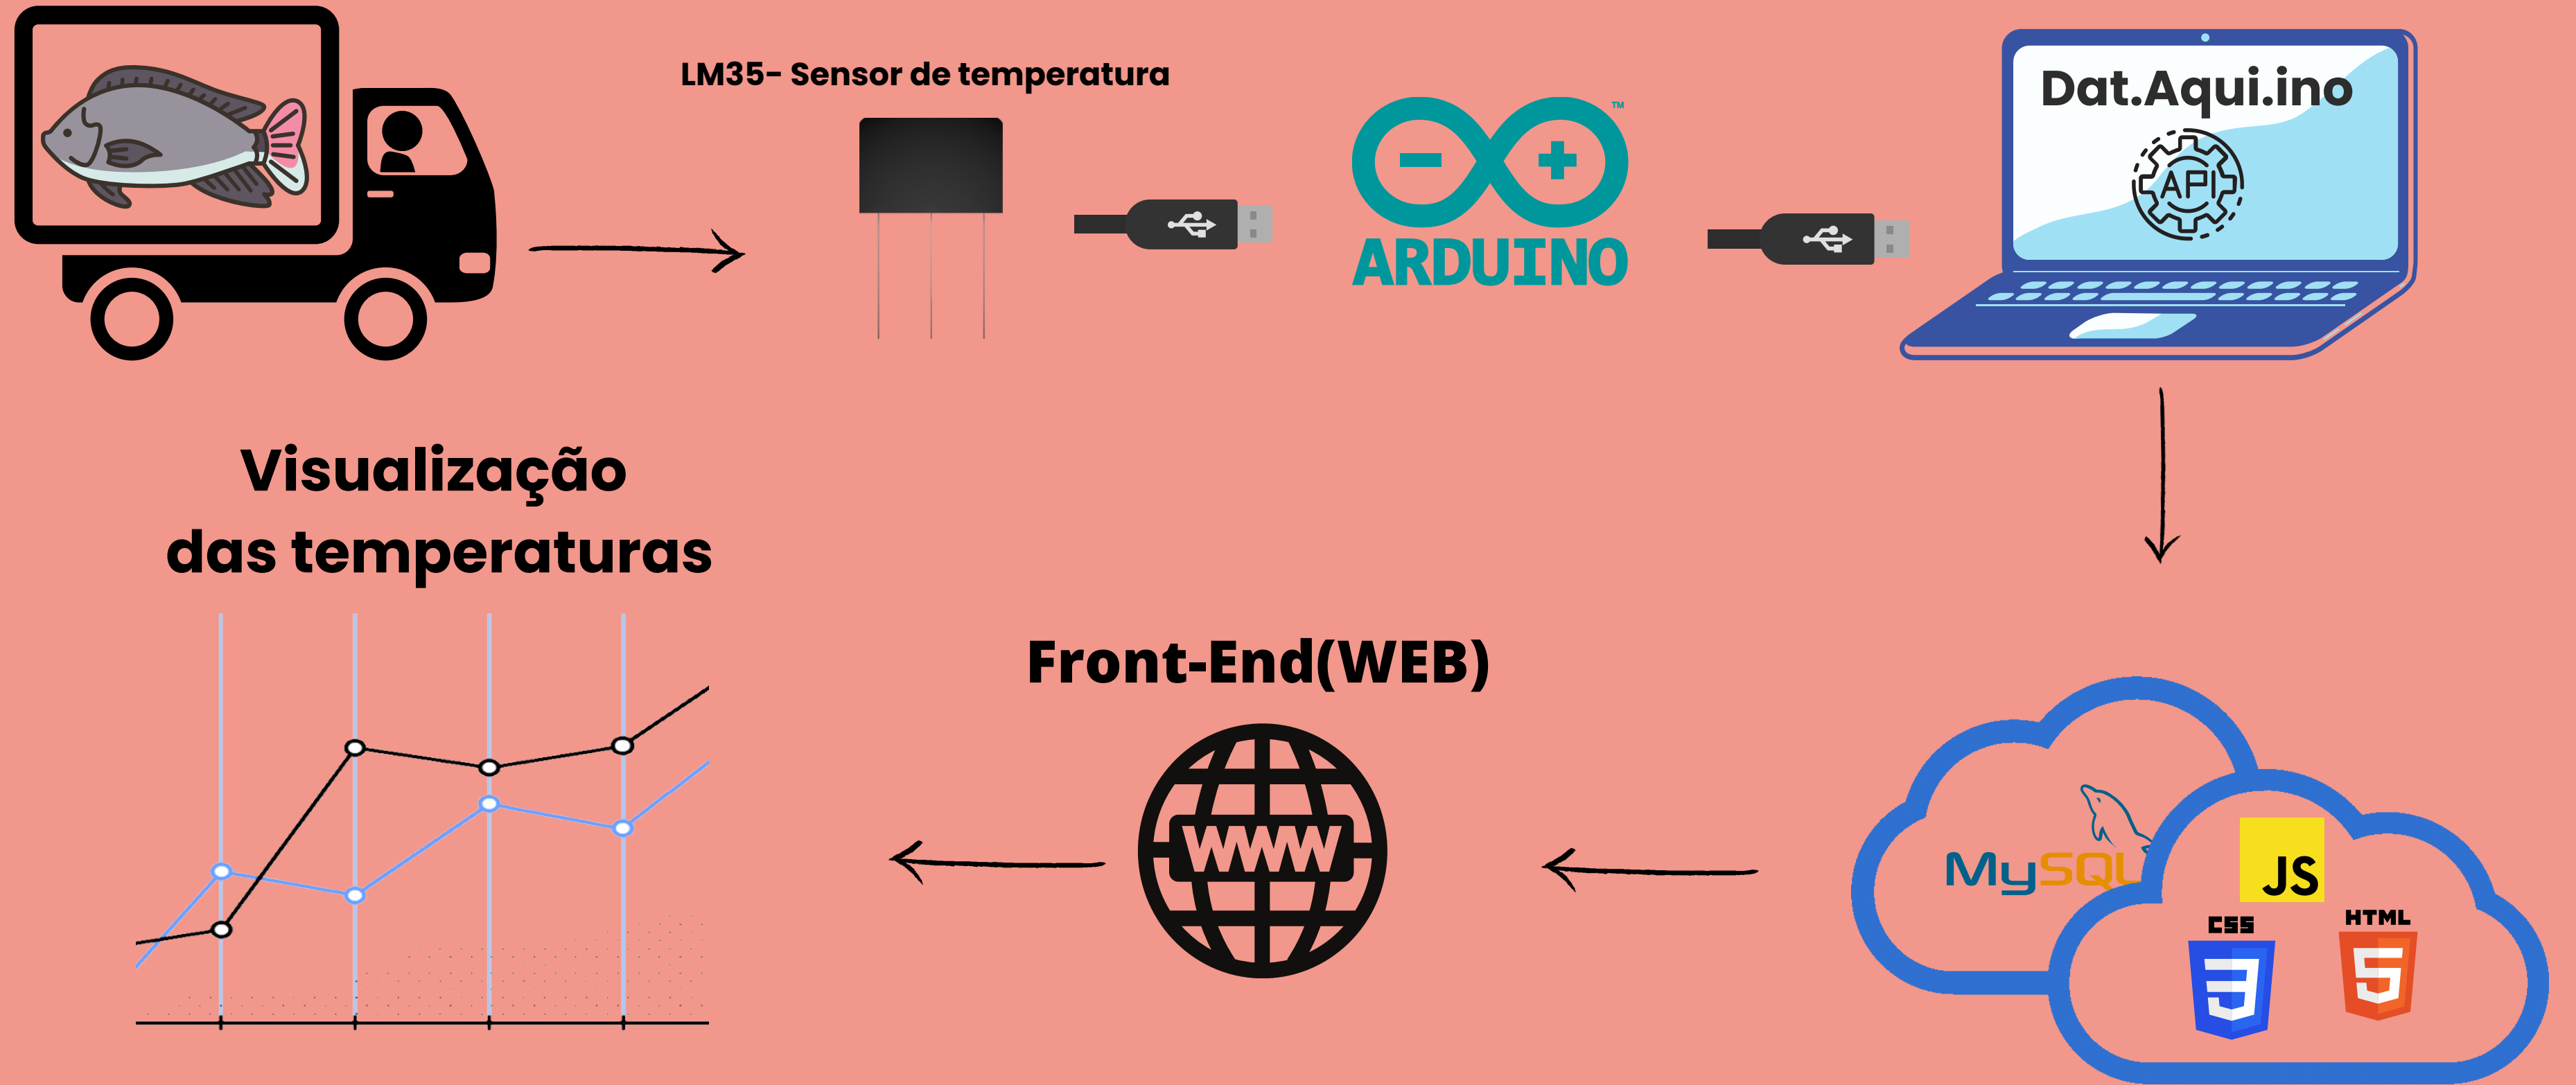 LM35- Sensor de temperatura
TM
ARDUINO
Dat.Aqui.ino
API
Visualização
das temperaturas
Front-End(WEB)
WWW
MySQL
JS
CSS
HTML